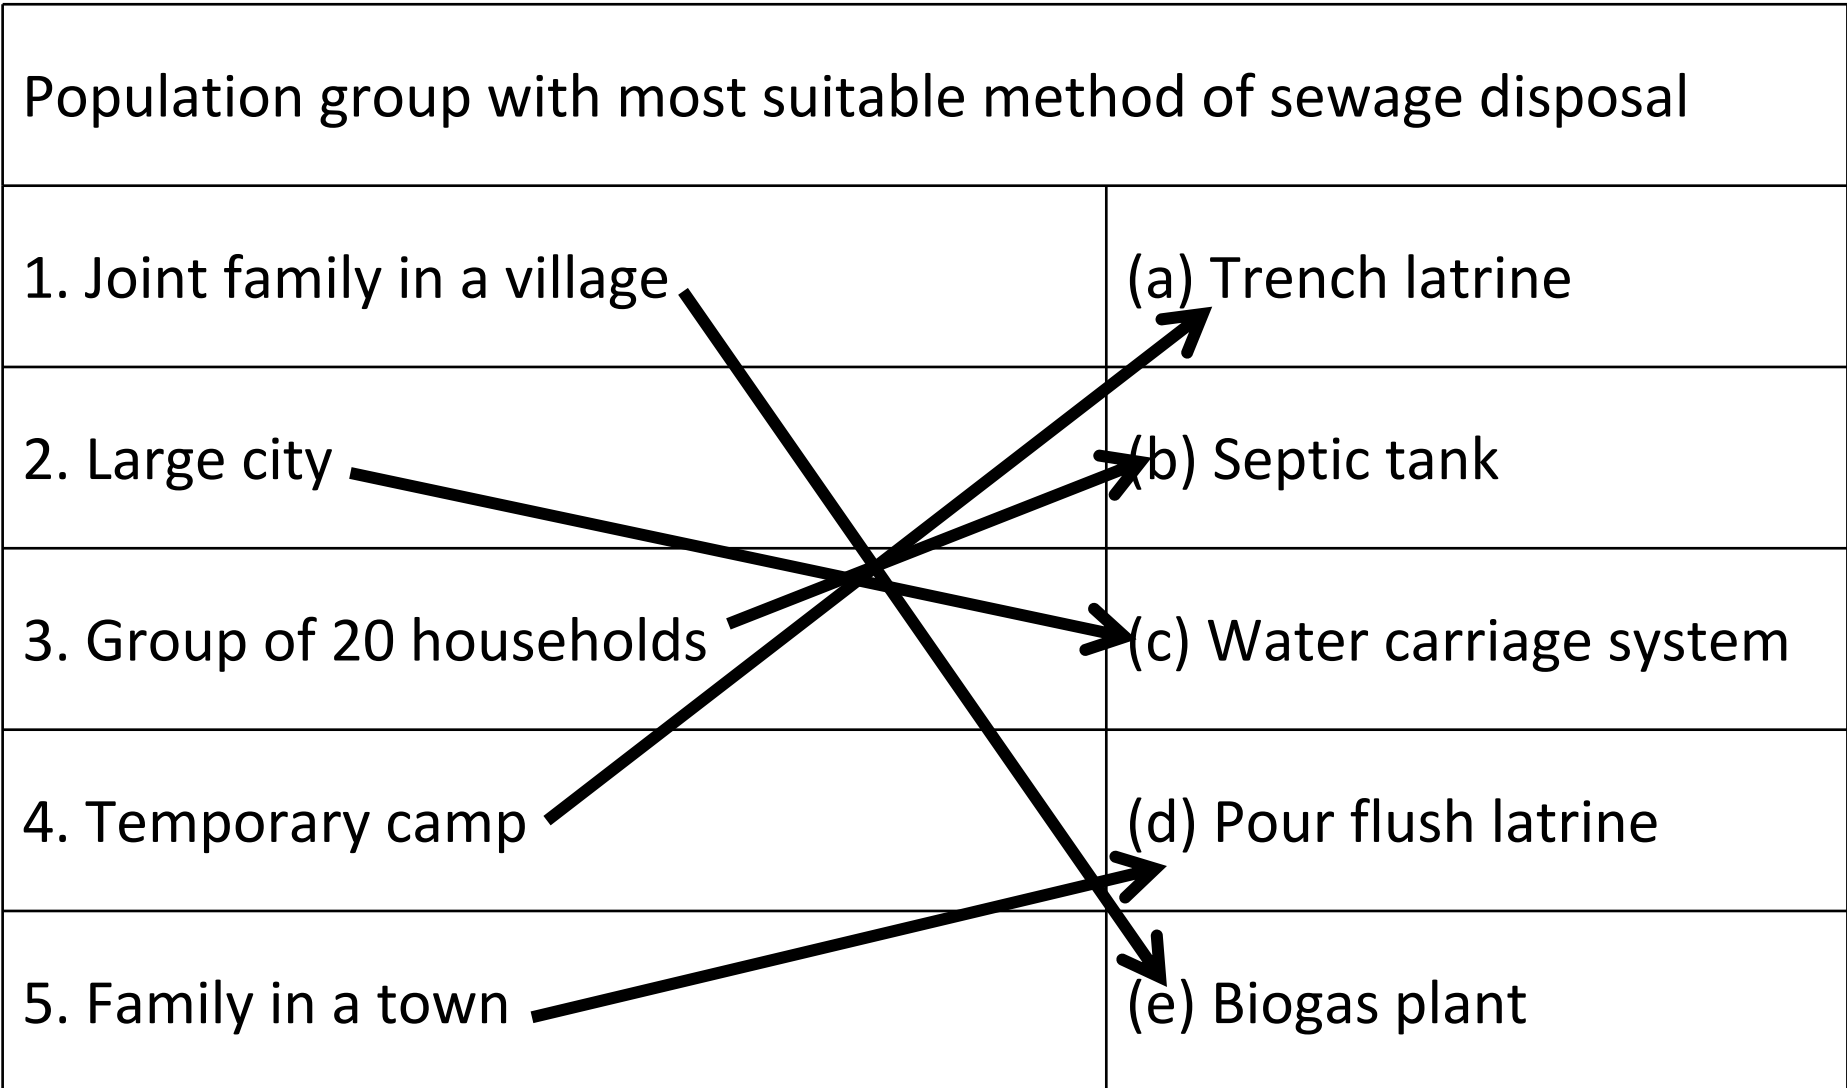 Population group with most suitable method of sewage disposal
1. Joint family in a village
(a) Trench latrine
2. Large city
(b) Septic tank
3. Group of 20 households
(c) Water carriage system
4. Temporary camp
(d) Pour flush latrine
5. Family in a town
(e) Biogas plant